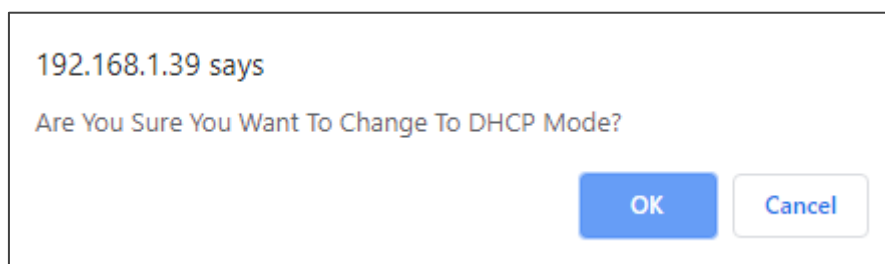 192.168.1.39 says
Are You Sure You Want To Change To DHCP Mode?
OK Cancel